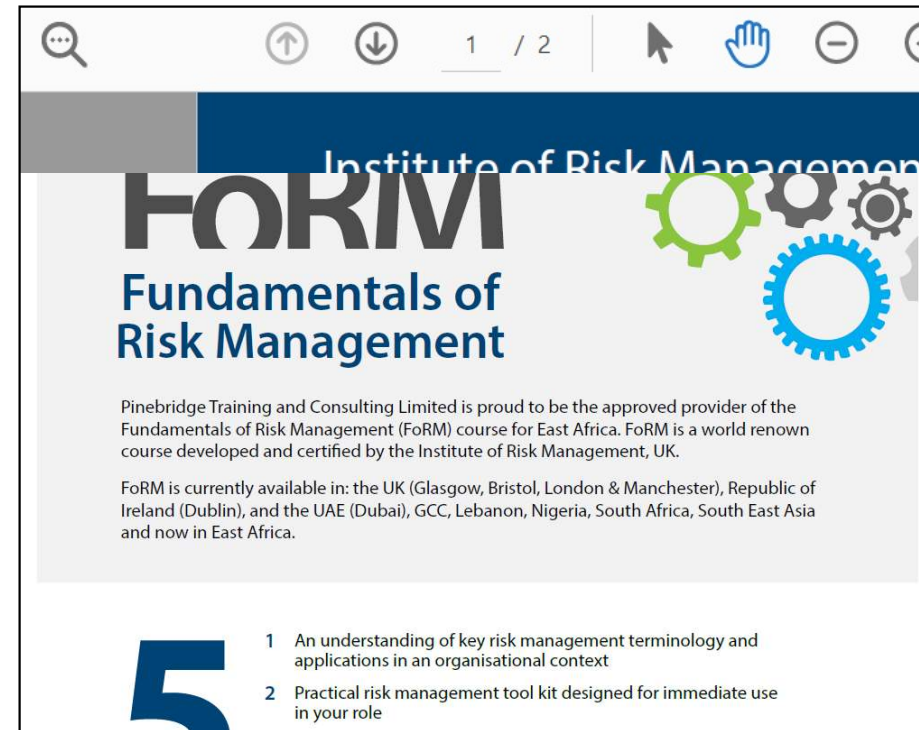 1 / 2
Institute of Risk Managemen
FoRM
Fundamentals of
Risk Management
Pinebridge Training and Consulting Limited is proud to be the approved provider of the
Fundamentals of Risk Management (FoRM) course for East Africa. FoRM is a world renown
course developed and certified by the Institute of Risk Management, UK.
FoRM is currently available in: the UK (Glasgow, Bristol, London & Manchester), Republic of
Ireland (Dublin), and the UAE (Dubai), GCC, Lebanon, Nigeria, South Africa, South East Asia
and now in East Africa.
5
1 An understanding of key risk management terminology and
applications in an organisational context
2 Practical risk management tool kit designed for immediate use
in your role